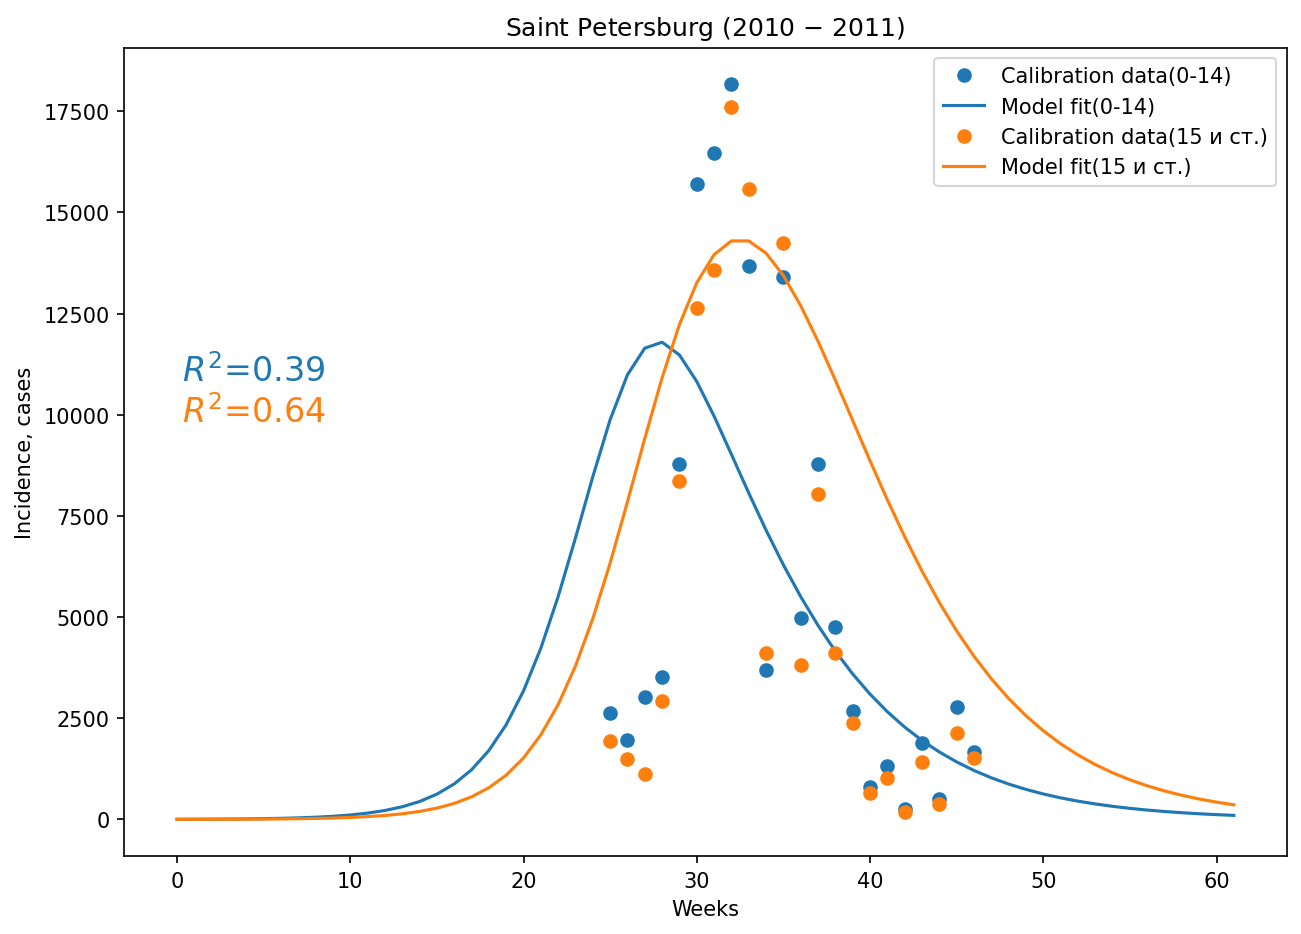 Saint Petersburg (2010 − 2011)
Calibration data(0-14)
Model fit(0-14)
Calibration data(15 и ст.)
Model fit(15 и ст.)
17500
15000
12500
10000
7500
5000
2500
0
Incidence, cases
R²=0.39
R²=0.64
0 10 20 30 40 50 60
Weeks